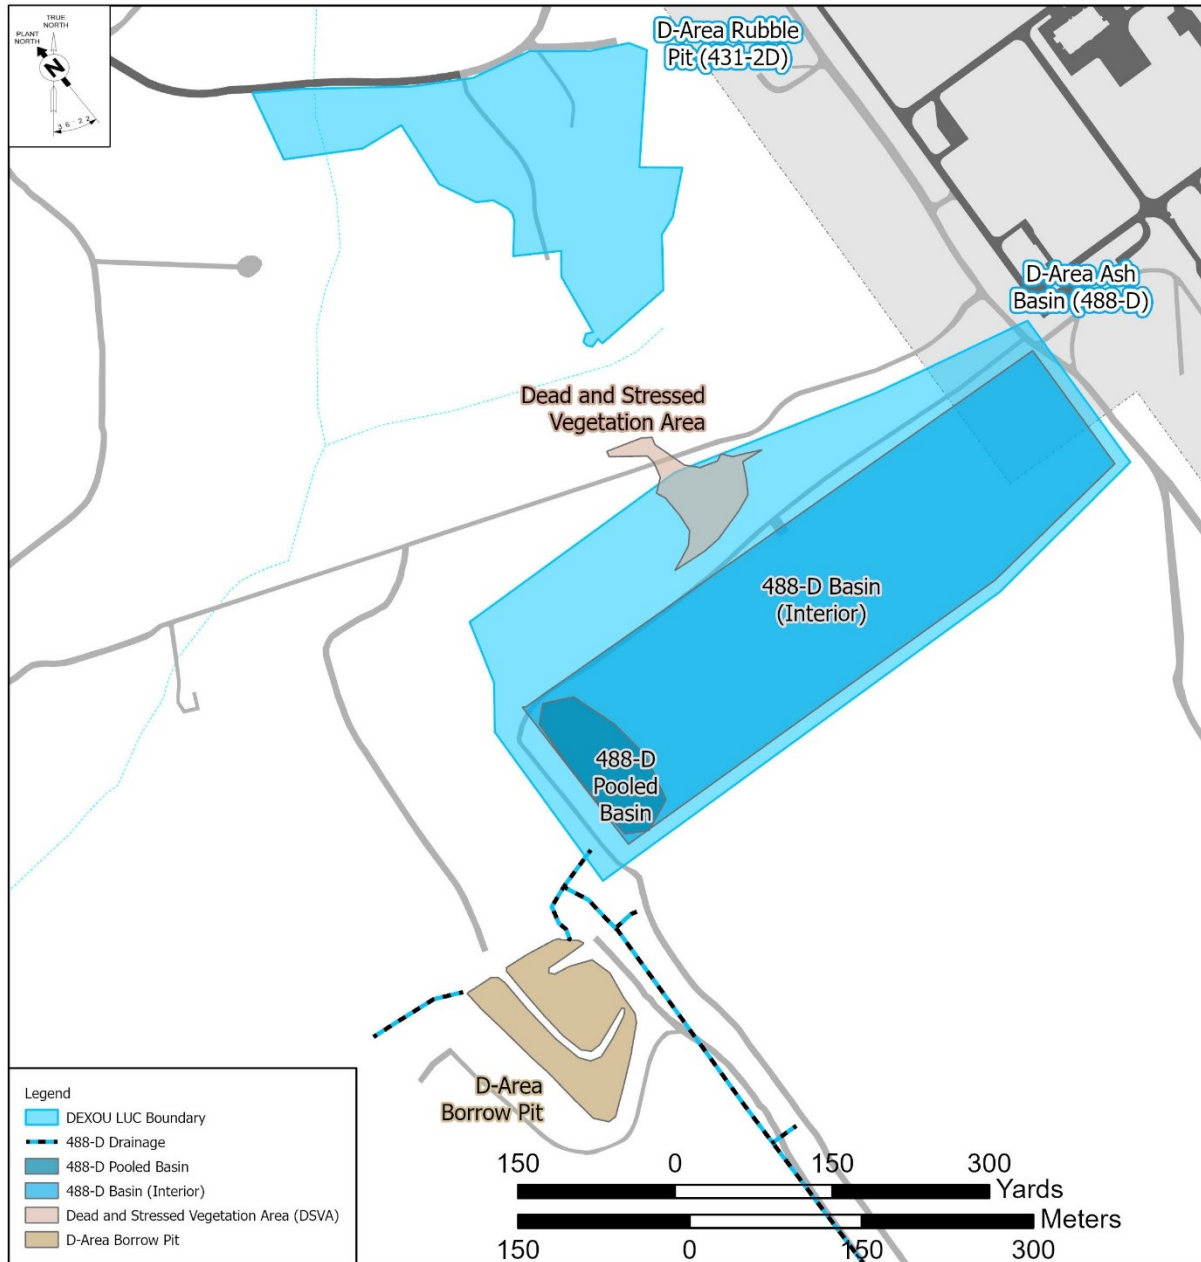 TRUE
NORTH
PLANT
NORTH
N
36°22'
D-Area Rubble
Pit (431-2D)
D-Area Ash
Basin (488-D)
Dead and Stressed
Vegetation Area
488-D Basin
(Interior)
488-D
Pooled
Basin
D-Area
Borrow Pit
Legend
DEXOU LUC Boundary
488-D Drainage
488-D Pooled Basin
488-D Basin (Interior)
Dead and Stressed Vegetation Area (DSVA)
D-Area Borrow Pit
150 0 150 300
Yards
Meters
150 0 150 300